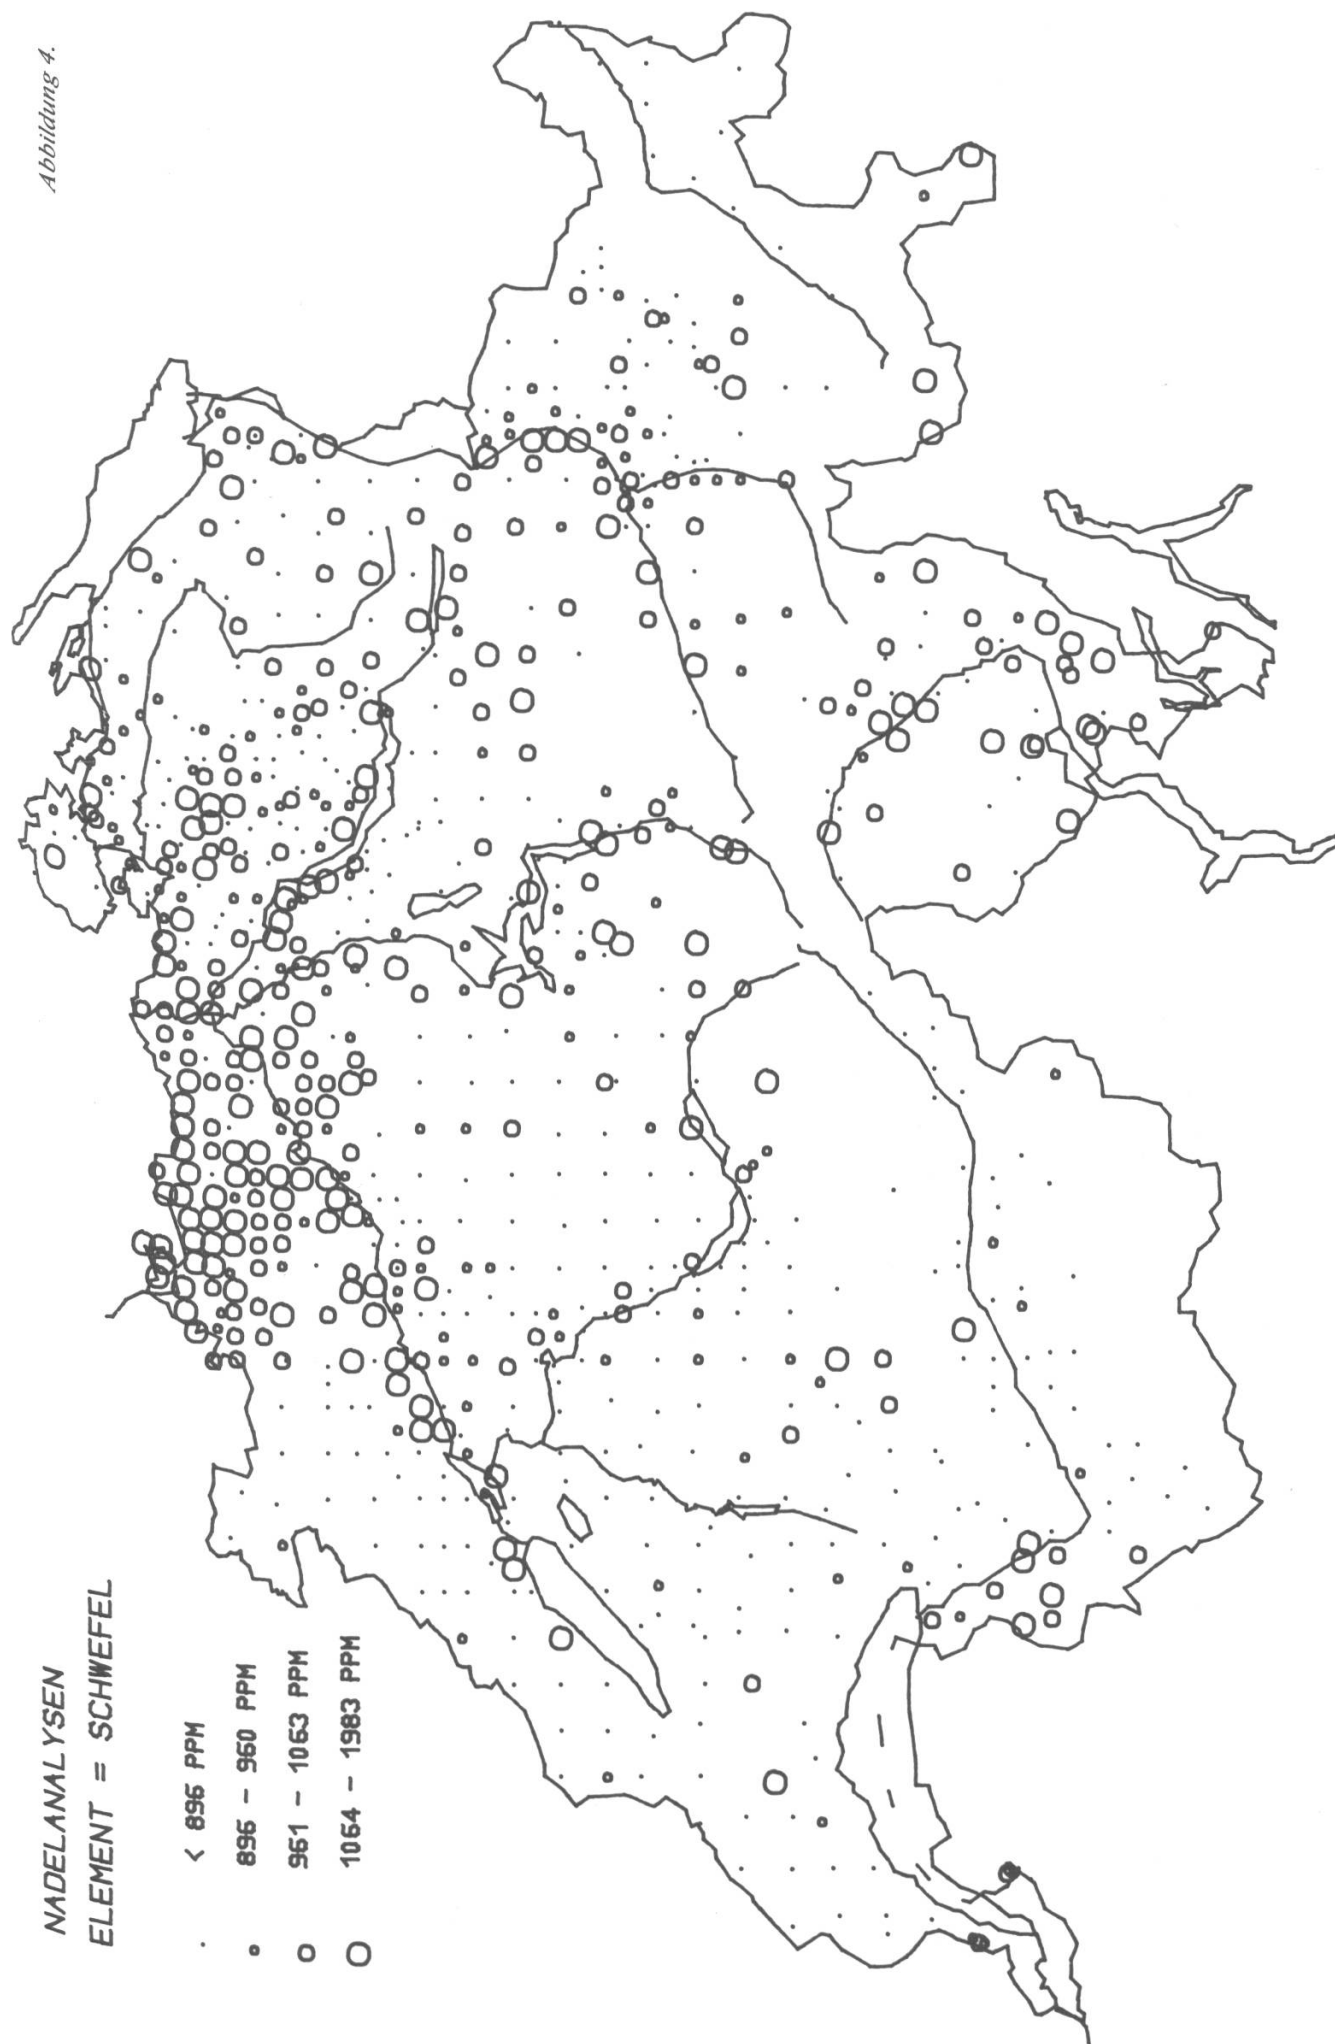 Abbildung 4.
NADELANALYSEN
ELEMENT = SCHWEFEL
< 896 PPM
896 - 960 PPM
961 - 1063 PPM
1064 - 1983 PPM